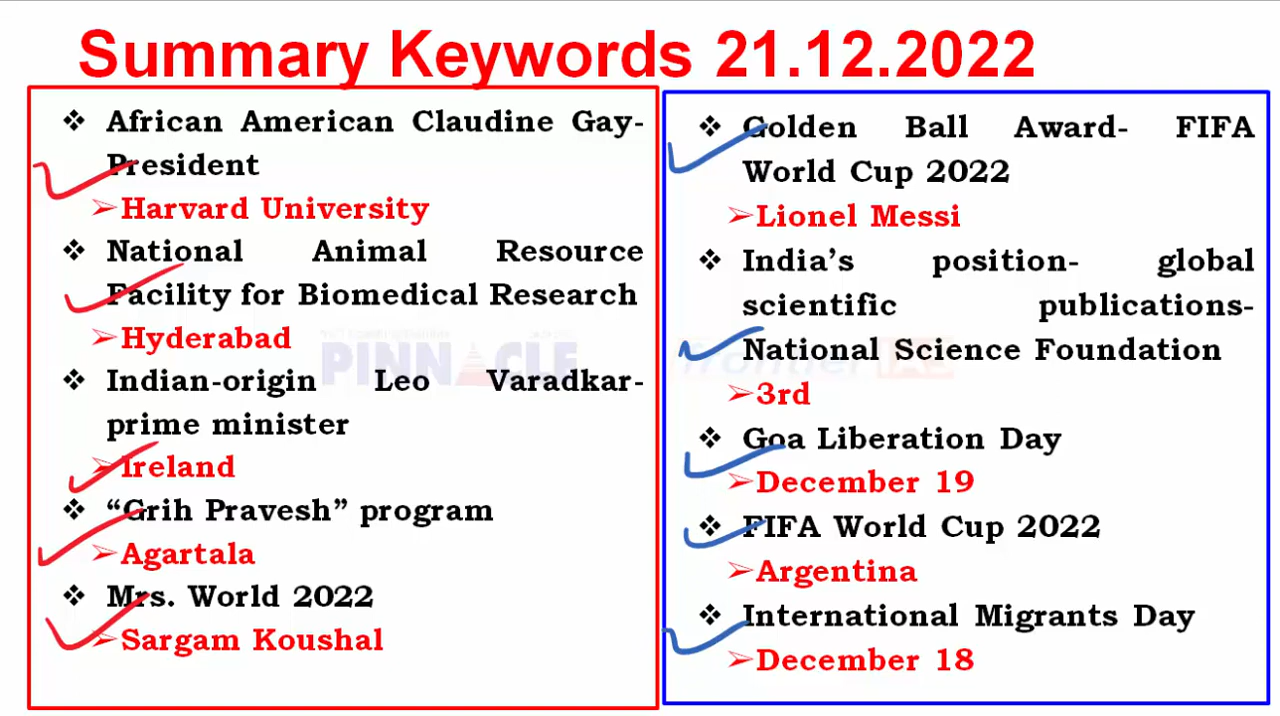 Summary Keywords 21.12.2022
❖ African American Claudine Gay-
President
➢Harvard University
❖ National Animal Resource
Facility for Biomedical Research
➢Hyderabad
❖ Indian-origin Leo Varadkar-
prime minister
➢Ireland
❖ “Grih Pravesh” program
➢Agartala
❖ Mrs. World 2022
➢Sargam Koushal
❖ Golden Ball Award- FIFA
World Cup 2022
➢Lionel Messi
❖ India’s position- global
scientific publications-
National Science Foundation
➢3rd
❖ Goa Liberation Day
➢December 19
❖ FIFA World Cup 2022
➢Argentina
❖ International Migrants Day
➢December 18
PINNACLE